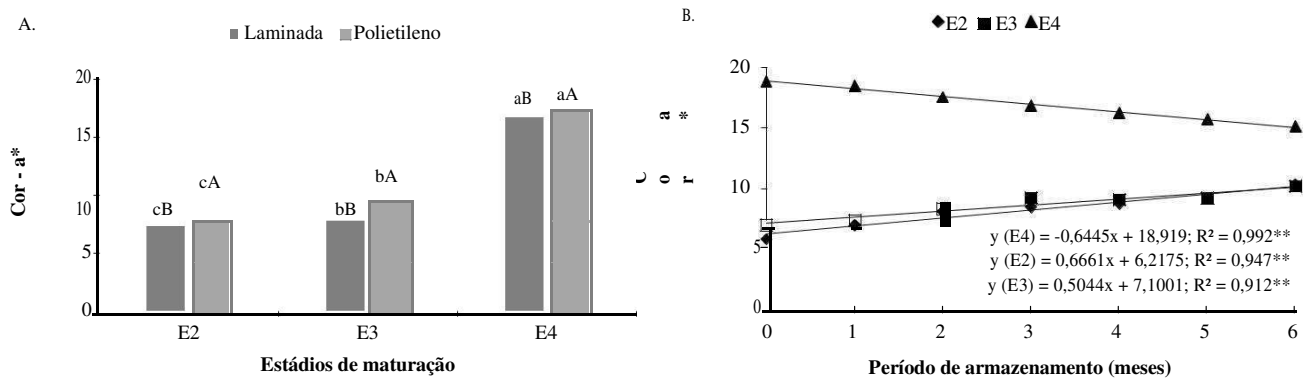 A.
Laminada Polietileno
20
15
10
5
0
Cor - a*
cB
cA
bB
bA
aB
aA
E2 E3 E4
Estádios de maturação
B.
E2 E3 E4
20
15
10
5
0
Cor a*
y (E4) = -0,6445x + 18,919; R² = 0,992**
y (E2) = 0,6661x + 6,2175; R² = 0,947**
y (E3) = 0,5044x + 7,1001; R² = 0,912**
0 1 2 3 4 5 6
Período de armazenamento (meses)